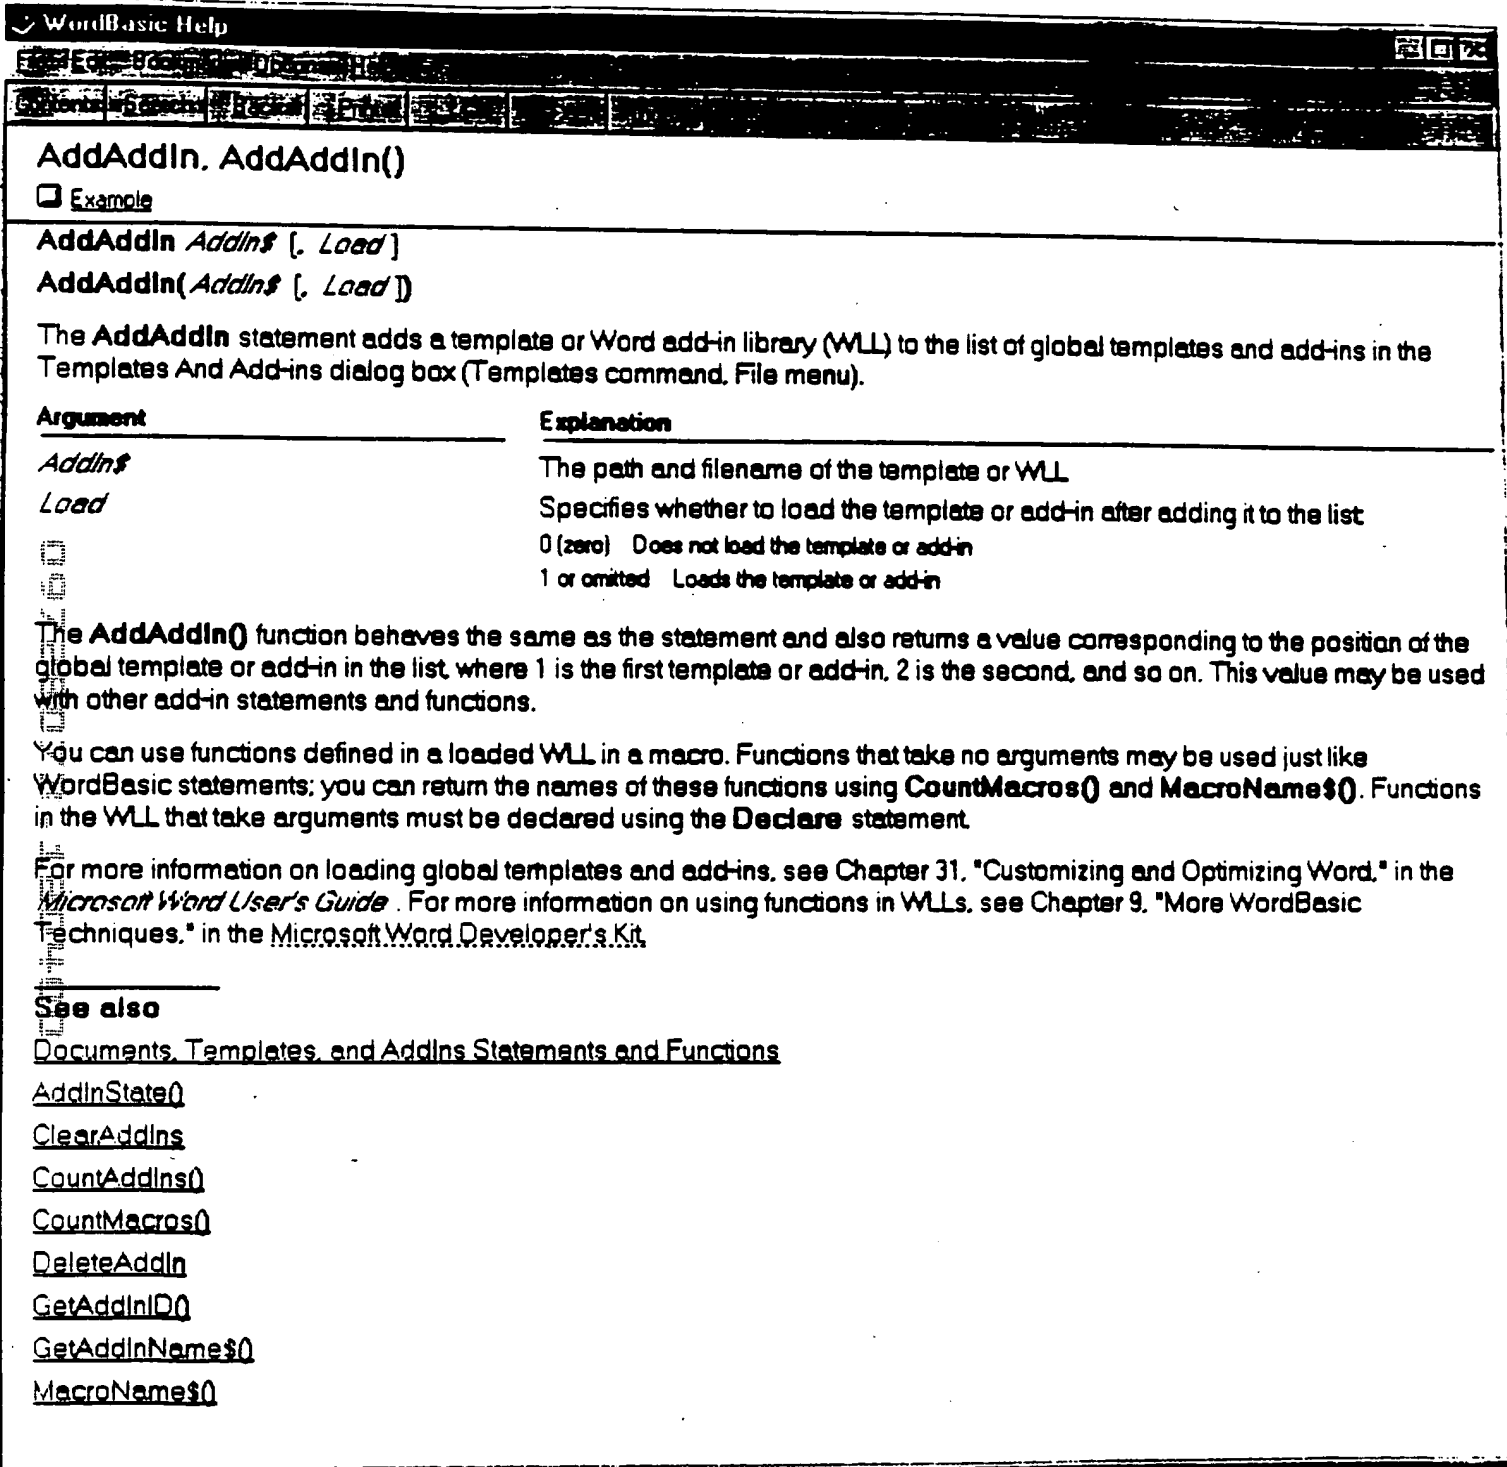 WordBasic Help
AddAddIn, AddAddIn()
Example
AddAddIn AddIn$ [, Load]
AddAddIn(AddIn$ [, Load])
The AddAddIn statement adds a template or Word add-in library (WLL) to the list of global templates and add-ins in the
Templates And Add-ins dialog box (Templates command, File menu).
Argument Explanation
AddIn$ The path and filename of the template or WLL
Load Specifies whether to load the template or add-in after adding it to the list:
0 (zero) Does not load the template or add-in
1 or omitted Loads the template or add-in
The AddAddIn() function behaves the same as the statement and also returns a value corresponding to the position of the
global template or add-in in the list, where 1 is the first template or add-in, 2 is the second, and so on. This value may be used
with other add-in statements and functions.
You can use functions defined in a loaded WLL in a macro. Functions that take no arguments may be used just like
WordBasic statements; you can return the names of these functions using CountMacros() and MacroName$(). Functions
in the WLL that take arguments must be declared using the Declare statement.
For more information on loading global templates and add-ins, see Chapter 31, "Customizing and Optimizing Word," in the
Microsoft Word User's Guide . For more information on using functions in WLLs, see Chapter 9, "More WordBasic
Techniques," in the Microsoft Word Developer's Kit.
See also
Documents, Templates, and AddIns Statements and Functions
AddInState()
ClearAddIns
CountAddIns()
CountMacros()
DeleteAddIn
GetAddInID()
GetAddInName$()
MacroName$()